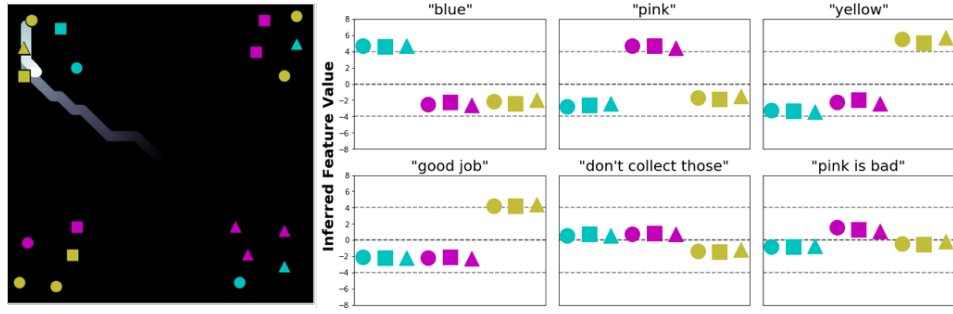 "blue"
"pink"
"yellow"
8
6
4
2
0
−2
−4
−6
−8
"good job"
"don't collect those"
"pink is bad"
8
6
4
2
0
−2
−4
−6
−8
Inferred Feature Value